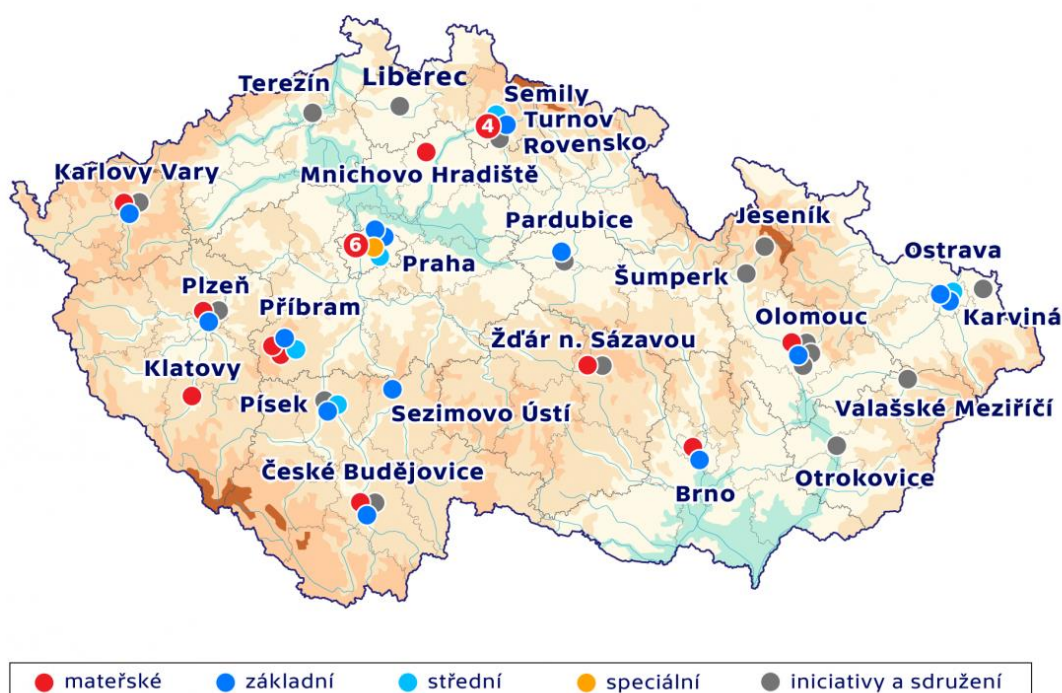 Terezín
Liberec
Semily
4
Turnov
Rovensko
Karlovy Vary
Mnichovo Hradiště
Pardubice
Jeseník
6
Praha
Šumperk
Ostrava
Plzeň
Příbram
Karviná
Olomouc
Žďár n. Sázavou
Klatovy
Písek
Sezimovo Ústí
Valašské Meziříčí
České Budějovice
Brno
Otrokovice
mateřské základní střední speciální iniciativy a sdružení